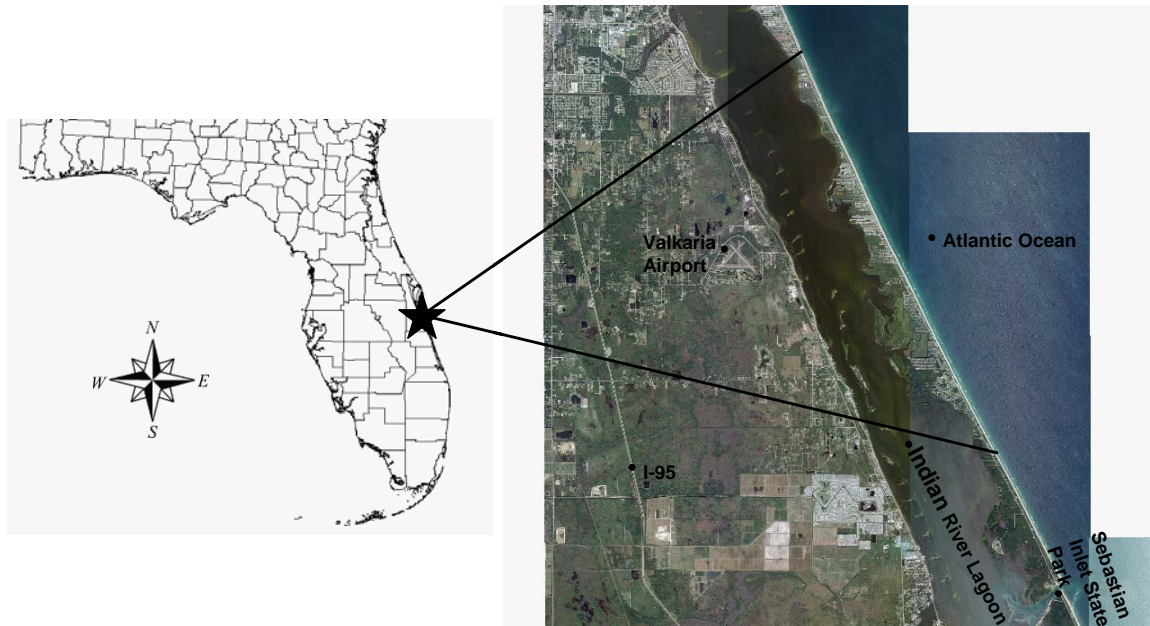 N
W
E
S
Valkaria
Airport
Atlantic Ocean
I-95
Indian River Lagoon
Sebastian
Inlet State
Park